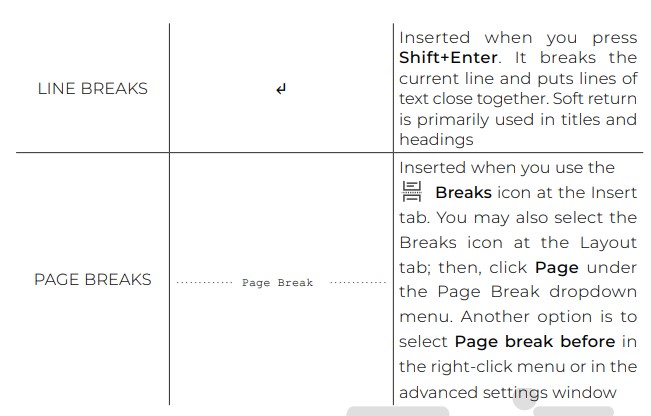 LINE BREAKS
↵
Inserted when you press
Shift+Enter. It breaks the
current line and puts lines of
text close together. Soft return
is primarily used in titles and
headings
PAGE BREAKS
Page Break
Inserted when you use the
Breaks icon at the Insert
tab. You may also select the
Breaks icon at the Layout
tab; then, click Page under
the Page Break dropdown
menu. Another option is to
select Page break before in
the right-click menu or in the
advanced settings window